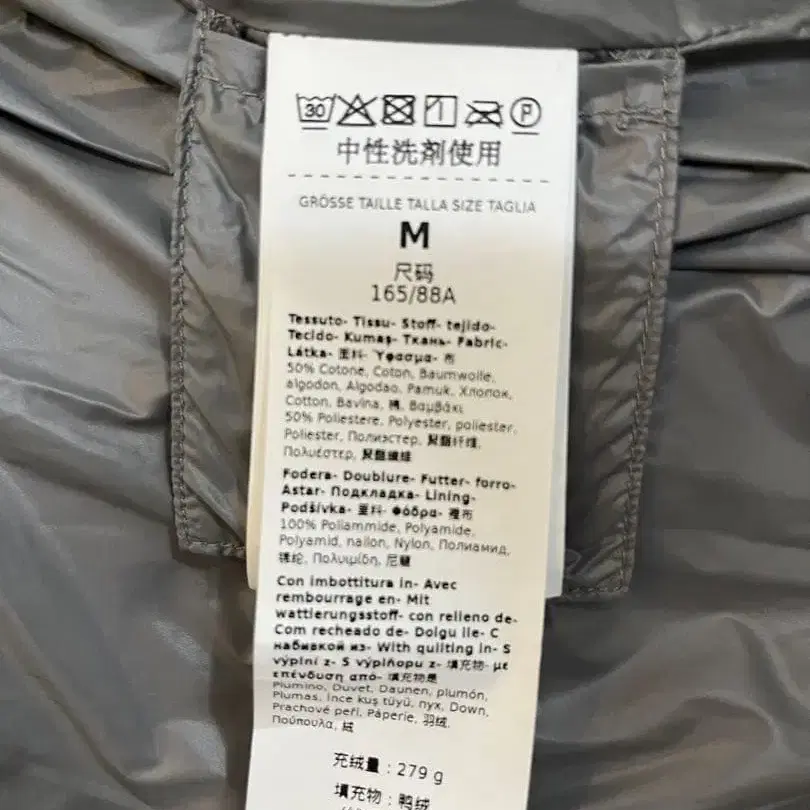 30 P
中性洗剤使用
GRÖSSE TAILLE TALLA SIZE TAGLIA
M
尺码
165/88A
Tessuto- Tissu- Stoff- tejido-
Tecido- Kumaş- Ткань- Fabric-
Látka- 面料- Ύφασμα- 布
50% Cotone, Coton, Baumwolle,
algodon, Algodao, Pamuk, Хлопок,
Cotton, Bavlna, 棉, Βαμβάκι
50% Poliestere, Polyester, poliester,
Poliester, Полиэстер, 聚酯纤维,
Πολυέστερ, 聚酯纖維
Fodera- Doublure- Futter- forro-
Astar- Подкладка- Lining-
Podšívka- 里料- Φόδρα- 裡布
100% Poliammide, Polyamide,
Polyamid, nailon, Nylon, Полиамид,
锦纶, Πολυιμίδη, 尼龍
Con imbottitura in- Avec
rembourrage en- Mit
wattierungsstoff- con relleno de-
Com recheado de- Dolgu ile- С
набивкой из- With quilting in- S
výplní z- S výplňopu z- 填充物- με
επένδυση από- 填充物是
Piumino, Duvet, Daunen, plumón,
Plumas, İnce kuş tüyü, пух, Down,
Prachové peří, Páperie, 羽绒,
Πούπουλα, 絨
充绒量：279 g
填充物：鸭绒